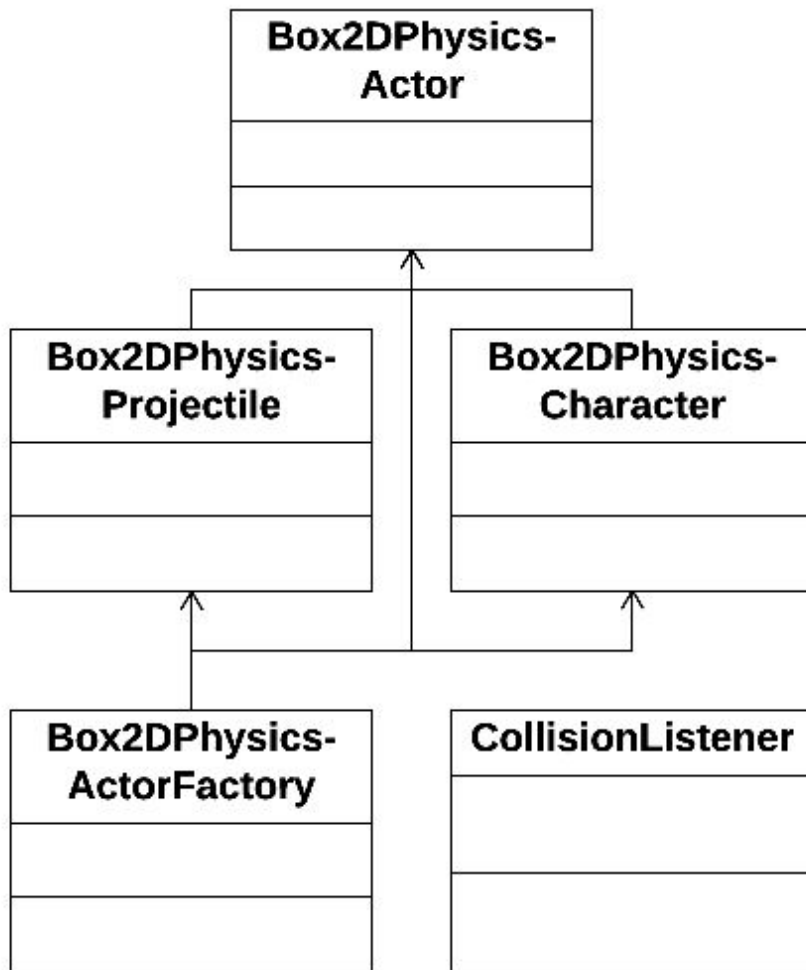 Box2DPhysics-
Actor
Box2DPhysics-
Projectile
Box2DPhysics-
Character
Box2DPhysics-
ActorFactory
CollisionListener